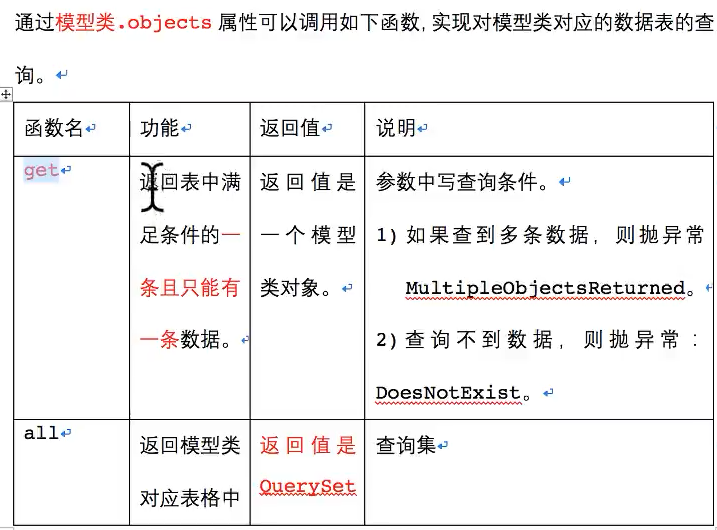 通过模型类.objects 属性可以调用如下函数,实现对模型类对应的数据表的查
询。
函数名
功能
返回值
说明
get
返回表中满
足条件的一
条且只能有
一条数据。
返回值是
一个模型
类对象。
参数中写查询条件。
1) 如果查到多条数据，则抛异常
MultipleObjectsReturned。
2) 查询不到数据，则抛异常：
DoesNotExist。
all
返回模型类
对应表格中
返回值是
QuerySet
查询集